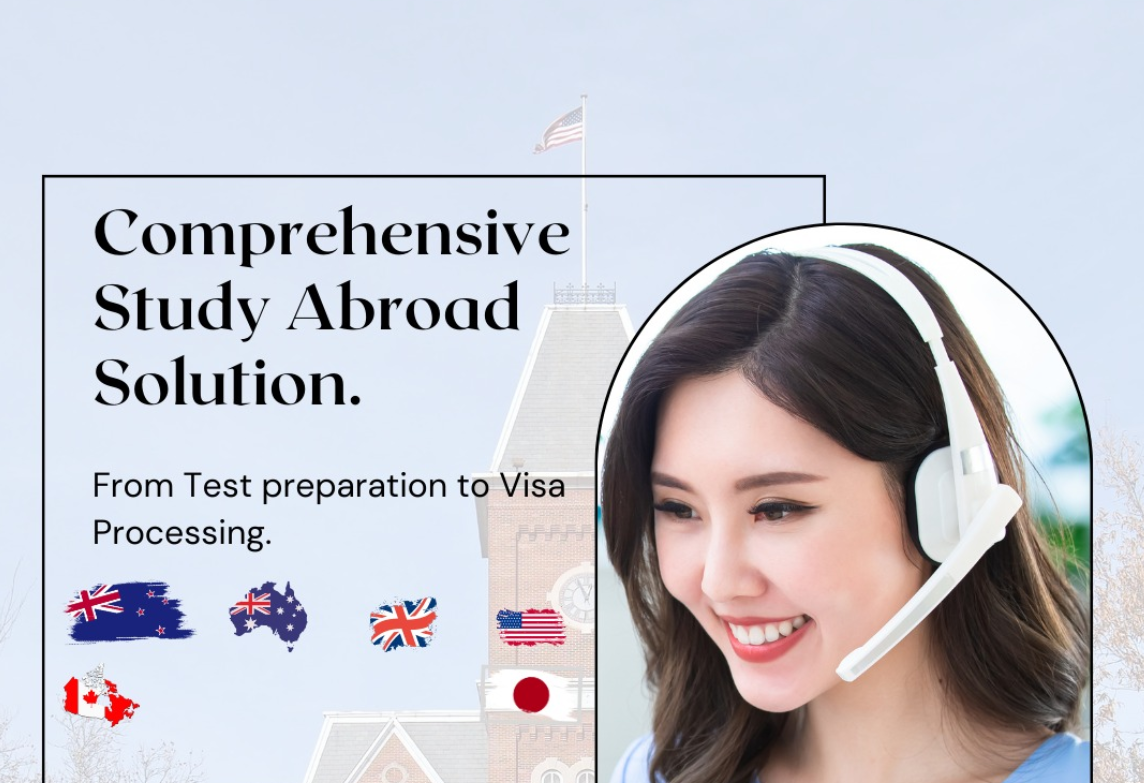 Comprehensive
Study Abroad
Solution.
From Test preparation to Visa
Processing.